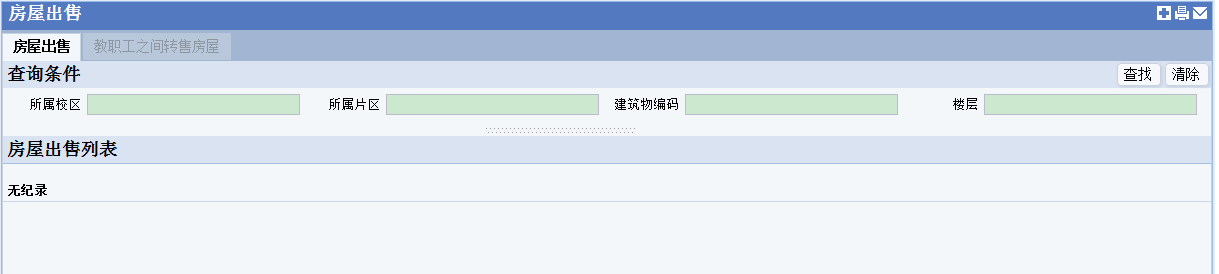 房屋出售
房屋出售 教职工之间转售房屋
查询条件 查找 清除
所属校区 所属片区 建筑物编码 楼层
房屋出售列表
无纪录